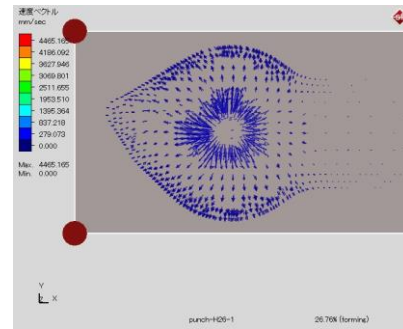 速度ベクトル
mm/sec
4465.165
4186.092
9627.946
3069.801
2511.655
1953.510
1395.364
837.218
279.073
0.000
Max. 4465.165
Min. 0.000
Y
Z X
punch-H26-1
26.76% (forming)